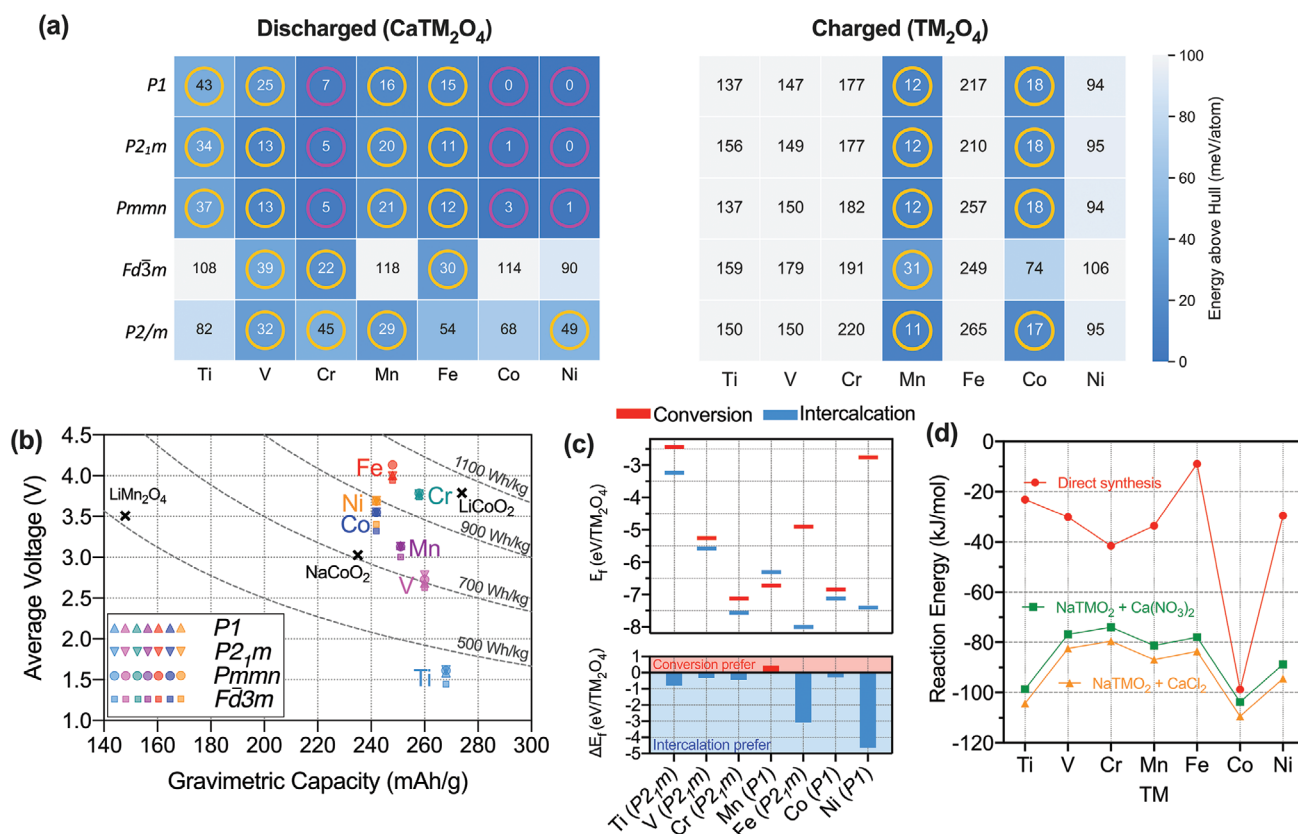 (a)
Discharged (CaTM₂O₄)
Charged (TM₂O₄)
P1 43 25 7 16 15 0 0
P2₁m 34 13 5 20 11 1 0
Pmmn 37 13 5 21 12 3 1
Fd3̅m 108 39 22 118 30 114 90
P2/m 82 32 45 29 54 68 49
Ti V Cr Mn Fe Co Ni
137 147 177 12 217 18 94
156 149 177 12 210 18 95
137 150 182 12 257 18 94
159 179 191 31 249 74 106
150 150 220 11 265 17 95
Ti V Cr Mn Fe Co Ni
100
80
60
40
20
0
Energy above Hull (meV/atom)
(b)
Average Voltage (V)
4.5
4.0
3.5
3.0
2.5
2.0
1.5
1.0
140 160 180 200 220 240 260 280 300
Gravimetric Capacity (mAh/g)
1100 Wh/kg
900 Wh/kg
700 Wh/kg
500 Wh/kg
LiMn₂O₄
Fe
Ni
Co
Cr
LiCoO₂
Mn
NaCoO₂
V
Ti
P1
P2₁m
Pmmn
Fd3̅m
Conversion
Intercalcation
(c)
E_f (eV/TM₂O₄)
-3
-4
-5
-6
-7
-8
ΔE_f (eV/TM₂O₄)
1
0
-1
-2
-3
-4
-5
Conversion prefer
Intercalation prefer
Ti (P2₁m)
V (P2₁m)
Cr (P2₁m)
Mn (P1)
Fe (P2₁m)
Co (P1)
Ni (P1)
(d)
Reaction Energy (kJ/mol)
0
-20
-40
-60
-80
-100
-120
Direct synthesis
NaTMO₂ + Ca(NO₃)₂
NaTMO₂ + CaCl₂
Ti V Cr Mn Fe Co Ni
TM